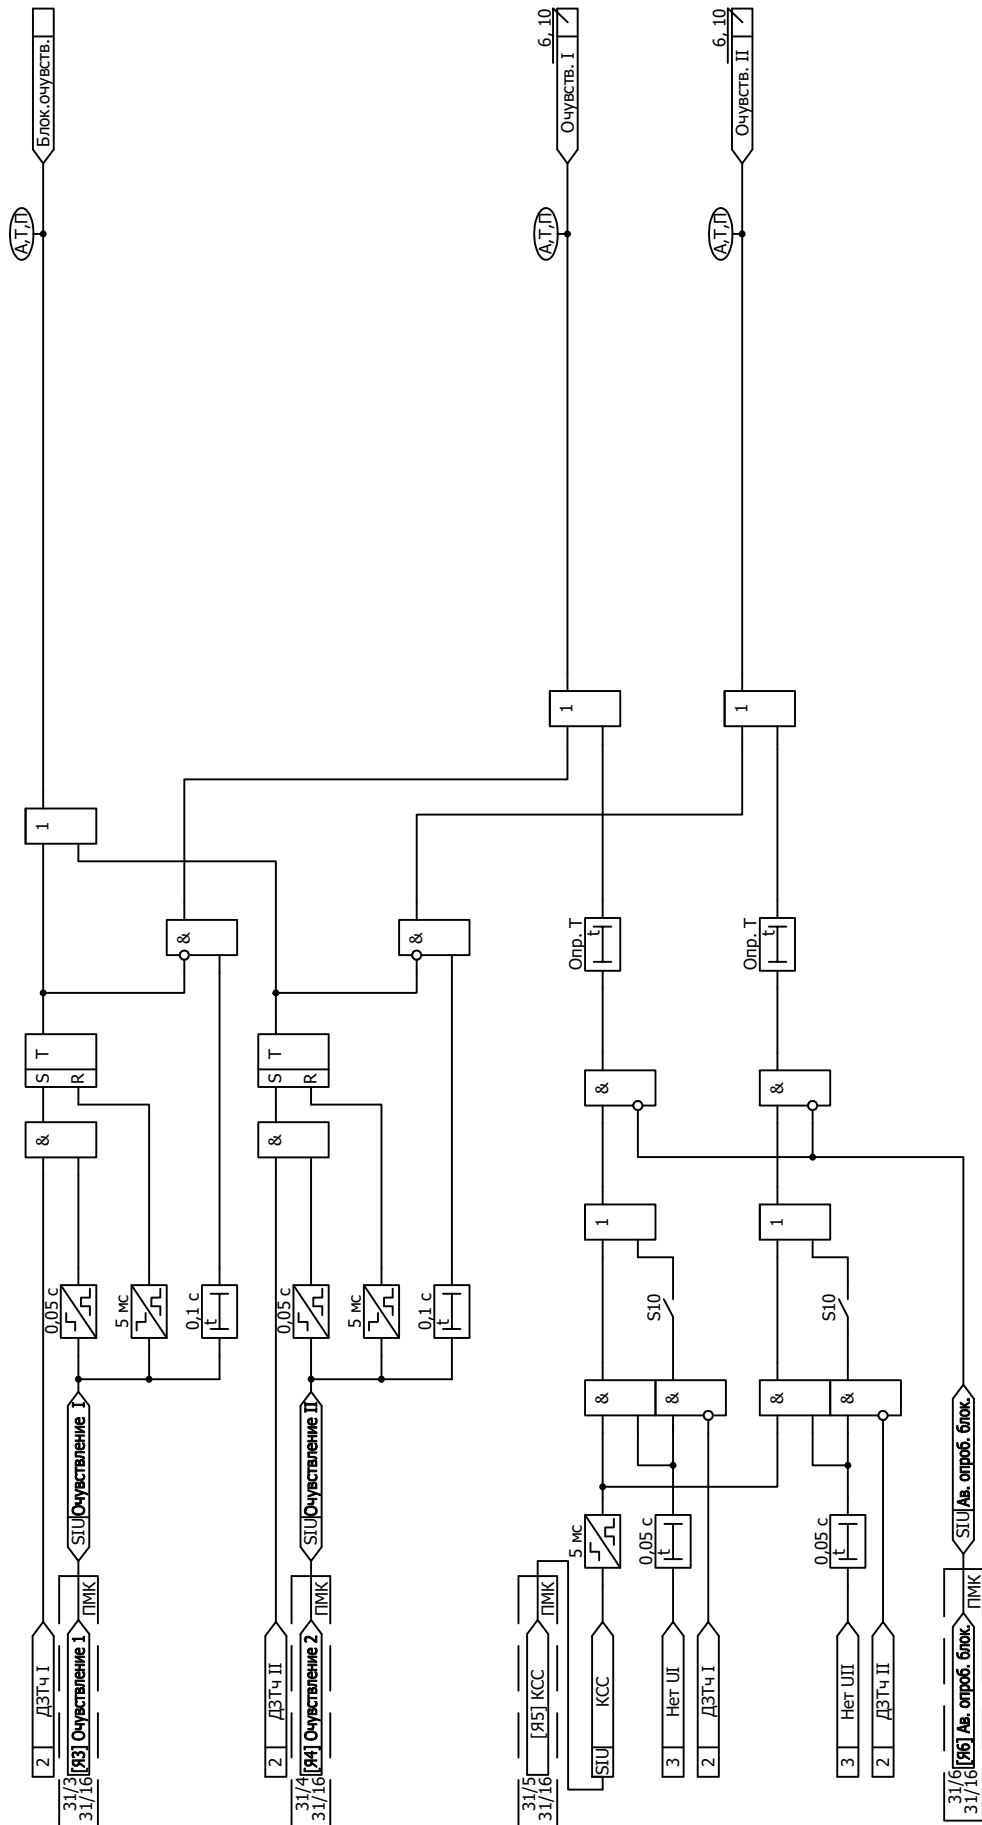 Блок.очувств.
А,Т,П
6, 10
Очувств. I
А,Т,П
6, 10
Очувств. II
А,Т,П
1
1
1
&
&
Опр. Т
t
Опр. Т
t
T
S
R
T
S
R
&
&
&
&
1
1
0,05 с
5 мс
0,1 с
t
0,05 с
5 мс
0,1 с
t
S10
S10
&
&
&
&
5 мс
0,05 с
t
0,05 с
t
2
ДЗТч I
31/3
31/16
[Я3] Очувствление 1
ПМК
SIU
Очувствление I
2
ДЗТч II
31/4
31/16
[Я4] Очувствление 2
ПМК
SIU
Очувствление II
31/5
31/16
[Я5] КСС
ПМК
SIU
КСС
3
Нет UI
2
ДЗТч I
3
Нет UII
2
ДЗТч II
31/6
31/16
[Я6] Ав. опроб. блок.
ПМК
SIU
Ав. опроб. блок.